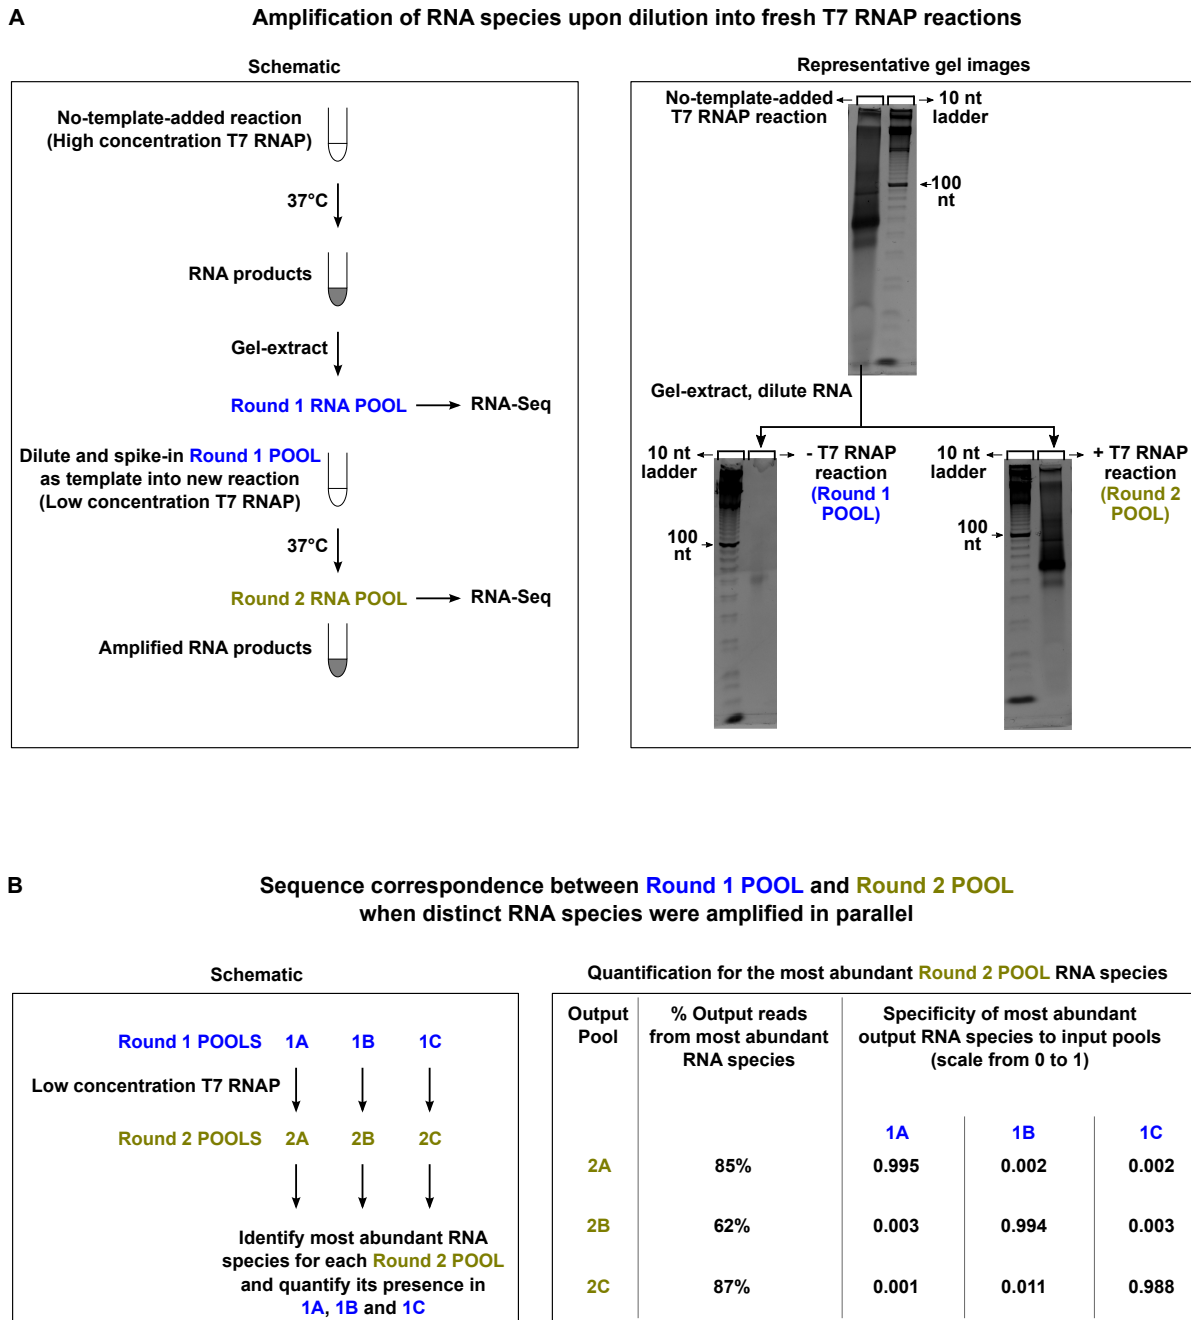 A
Amplification of RNA species upon dilution into fresh T7 RNAP reactions
Schematic
No-template-added reaction
(High concentration T7 RNAP)
37°C
RNA products
Gel-extract
Round 1 RNA POOL
RNA-Seq
Dilute and spike-in Round 1 POOL
as template into new reaction
(Low concentration T7 RNAP)
37°C
Round 2 RNA POOL
RNA-Seq
Amplified RNA products
Representative gel images
No-template-added
T7 RNAP reaction
10 nt
ladder
100
nt
Gel-extract, dilute RNA
10 nt
ladder
- T7 RNAP
reaction
(Round 1
POOL)
100
nt
10 nt
ladder
+ T7 RNAP
reaction
(Round 2
POOL)
100
nt
B
Sequence correspondence between Round 1 POOL and Round 2 POOL
when distinct RNA species were amplified in parallel
Schematic
Round 1 POOLS 1A 1B 1C
Low concentration T7 RNAP
Round 2 POOLS 2A 2B 2C
Identify most abundant RNA
species for each Round 2 POOL
and quantify its presence in
1A, 1B and 1C
Quantification for the most abundant Round 2 POOL RNA species
Output
Pool
% Output reads
from most abundant
RNA species
Specificity of most abundant
output RNA species to input pools
(scale from 0 to 1)
1A 1B 1C
2A 85% 0.995 0.002 0.002
2B 62% 0.003 0.994 0.003
2C 87% 0.001 0.011 0.988